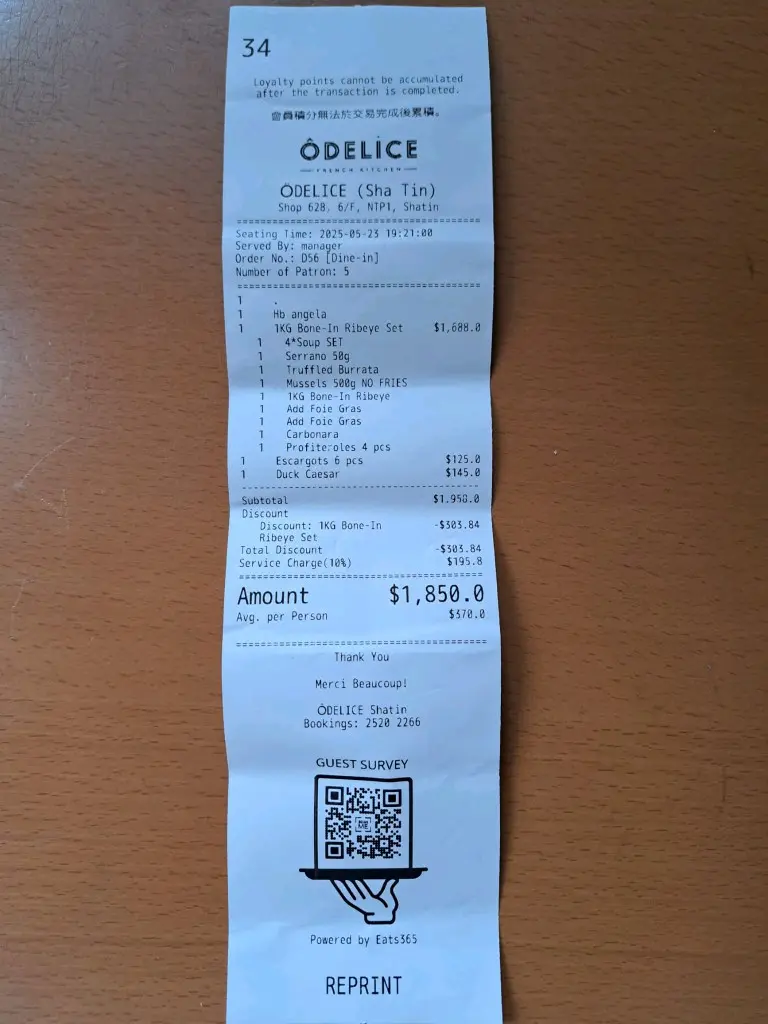 34
Loyalty points cannot be accumulated
after the transaction is completed.
會員積分無法於交易完成後累積。
ÔDELİCE
FRENCH KITCHEN
ÔDELICE (Sha Tin)
Shop 628. 6/F, NTP1, Shatin
Seating Time: 2025-05-23 19:21:00
Served By: manager
Order No.: D56 [Dine-in]
Number of Patron: 5
1 .
1 Hb angela
1 1KG Bone-In Ribeye Set $1,688.0
1 4*Soup SET
1 Serrano 50g
1 Truffled Burrata
1 Mussels 500g NO FRIES
1 1KG Bone-In Ribeye
1 Add Foie Gras
1 Add Foie Gras
1 Carbonara
1 Profiteroles 4 pcs
1 Escargots 6 pcs $125.0
1 Duck Caesar $145.0
Subtotal $1,958.0
Discount
Discount: 1KG Bone-In -$303.84
Ribeye Set
Total Discount -$303.84
Service Charge(10%) $195.8
Amount $1,850.0
Avg. per Person $370.0
Thank You
Merci Beaucoup!
ÔDELICE Shatin
Bookings: 2520 2266
GUEST SURVEY
Powered by Eats365
REPRINT